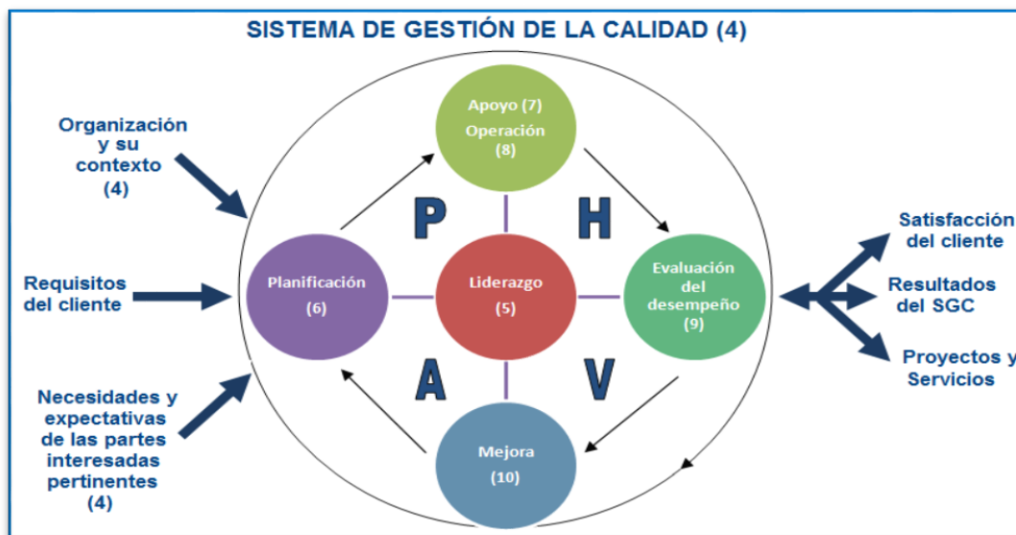 SISTEMA DE GESTIÓN DE LA CALIDAD (4)
Organización
y su
contexto
(4)
Requisitos
del cliente
Necesidades y
expectativas
de las partes
interesadas
pertinentes
(4)
Apoyo (7)
Operación
(8)
P
H
Planificación
(6)
Liderazgo
(5)
Evaluación
del
desempeño
(9)
A
V
Mejora
(10)
Satisfacción
del cliente
Resultados
del SGC
Proyectos y
Servicios